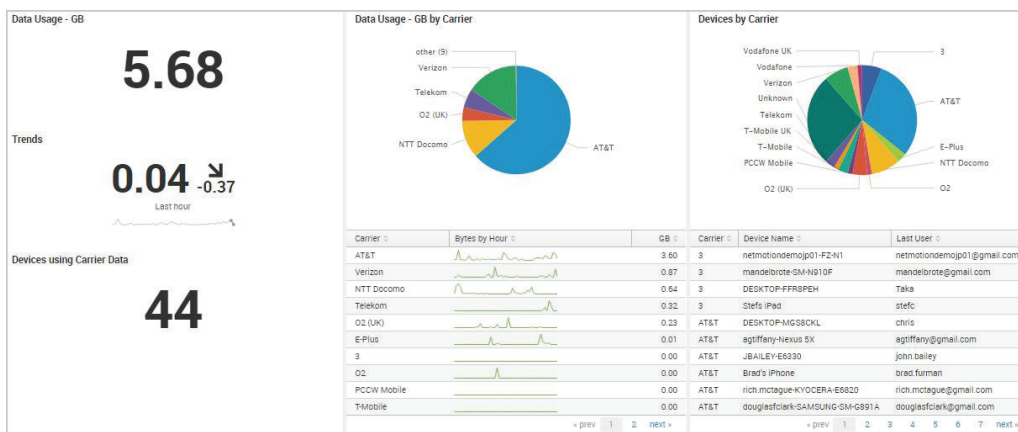 Data Usage - GB
5.68
Trends
0.04 -0.37
Last hour
Devices using Carrier Data
44
Data Usage - GB by Carrier
other (9)
Verizon
Telekom
O2 (UK)
NTT Docomo
AT&T
Carrier Bytes by Hour GB
AT&T 3.60
Verizon 0.87
NTT Docomo 0.64
Telekom 0.32
O2 (UK) 0.23
E-Plus 0.01
3 0.00
O2 0.00
PCCW Mobile 0.00
T-Mobile 0.00
« prev 1 2 next »
Devices by Carrier
Vodafone UK
Vodafone
Verizon
Unknown
Telekom
T-Mobile UK
T-Mobile
PCCW Mobile
O2 (UK)
3
AT&T
E-Plus
NTT Docomo
O2
Carrier Device Name Last User
3 netmotiondemojp01-FZ-N1 netmotiondemojp01@gmail.com
3 mandelbrote-SM-N910F mandelbrote@gmail.com
3 DESKTOP-FFR8PEH Taka
3 Stefs iPad stefc
AT&T DESKTOP-MGS8CKL chris
AT&T agtiffany-Nexus 5X agtiffany@gmail.com
AT&T JBAILEY-E6330 john.bailey
AT&T Brad's iPhone brad.furman
AT&T rich.mctague-KYOCERA-E6820 rich.mctague@gmail.com
AT&T douglasfclark-SAMSUNG-SM-G891A douglasfclark@gmail.com
« prev 1 2 3 4 5 6 7 next »